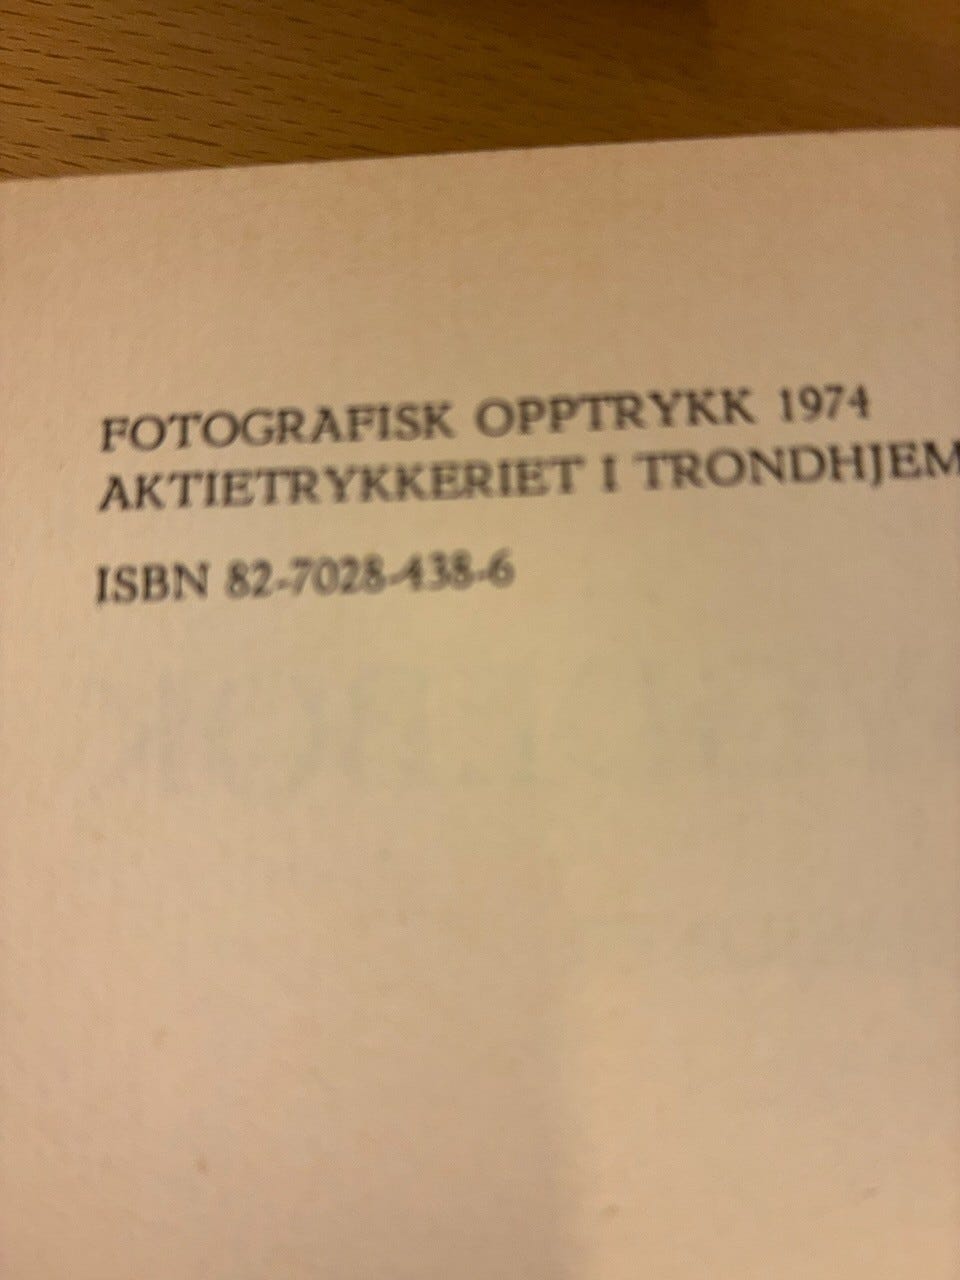 FOTOGRAFISK OPPTRYKK 1974
AKTIETRYKKERIET I TRONDHJEM
ISBN 82-7028-438-6